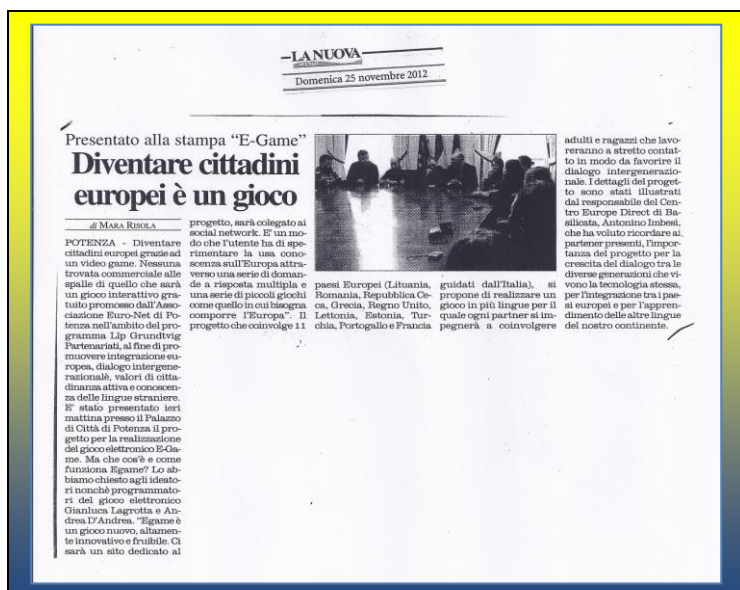 LA NUOVA
Domenica 25 novembre 2012
Presentato alla stampa “E-Game”
Diventare cittadini
europei è un gioco
di MARA RISOLA
POTENZA - Diventare
cittadini europei grazie ad
un video game. Nessuna
trovata commerciale alle
spalle di quello che sarà
un gioco interattivo gra-
tuito promosso dall'Asso-
ciazione Euro-Net di Po-
tenza nell'ambito del pro-
gramma Llp Grundtvig
Partenariati, al fine di pro-
muovere integrazione eu-
ropea, dialogo intergene-
razionale, valori di citta-
dinanza attiva e conoscen-
za delle lingue straniere.
E' stato presentato ieri
mattina presso il Palazzo
di Città di Potenza il pro-
getto per la realizzazione
del gioco elettronico E-Ga-
me. Ma che cos'è e come
funziona Egame? Lo ab-
biamo chiesto agli ideato-
ri nonchè programmato-
ri del gioco elettronico
Gianluca Lagrotta e An-
drea D'Andrea. “Egame è
un gioco nuovo, altamen-
te innovativo e fruibile. Ci
sarà un sito dedicato al
progetto, sarà colegato ai
social network. E' un mo-
do che l'utente ha di spe-
rimentare la usa cono-
scenza sull'Europa attra-
verso una serie di doman-
de a risposta multipla e
una serie di piccoli giochi
come quello in cui bisogna
comporre l'Europa”. Il
progetto che coinvolge 11
paesi Europei (Lituania,
Romania, Repubblica Ce-
ca, Grecia, Regno Unito,
Lettonia, Estonia, Tur-
chia, Portogallo e Francia
guidati dall'Italia), si
propone di realizzare un
gioco in più lingue per il
quale ogni partner si im-
pegnerà a coinvolgere
adulti e ragazzi che lavo-
reranno a stretto contat-
to in modo da favorire il
dialogo intergenerazio-
nale. I dettagli del proget-
to sono stati illustrati
dal responsabile del Cen-
tro Europe Direct di Ba-
silicata, Antonino Imbesi,
che ha voluto ricordare ai
partener presenti, l'impor-
tanza del progetto per la
crescita del dialogo tra le
diverse generazioni che vi-
vono la tecnologia stessa,
per l'integrazione tra i pae-
si europei e per l'appren-
dimento delle altre lingue
del nostro continente.